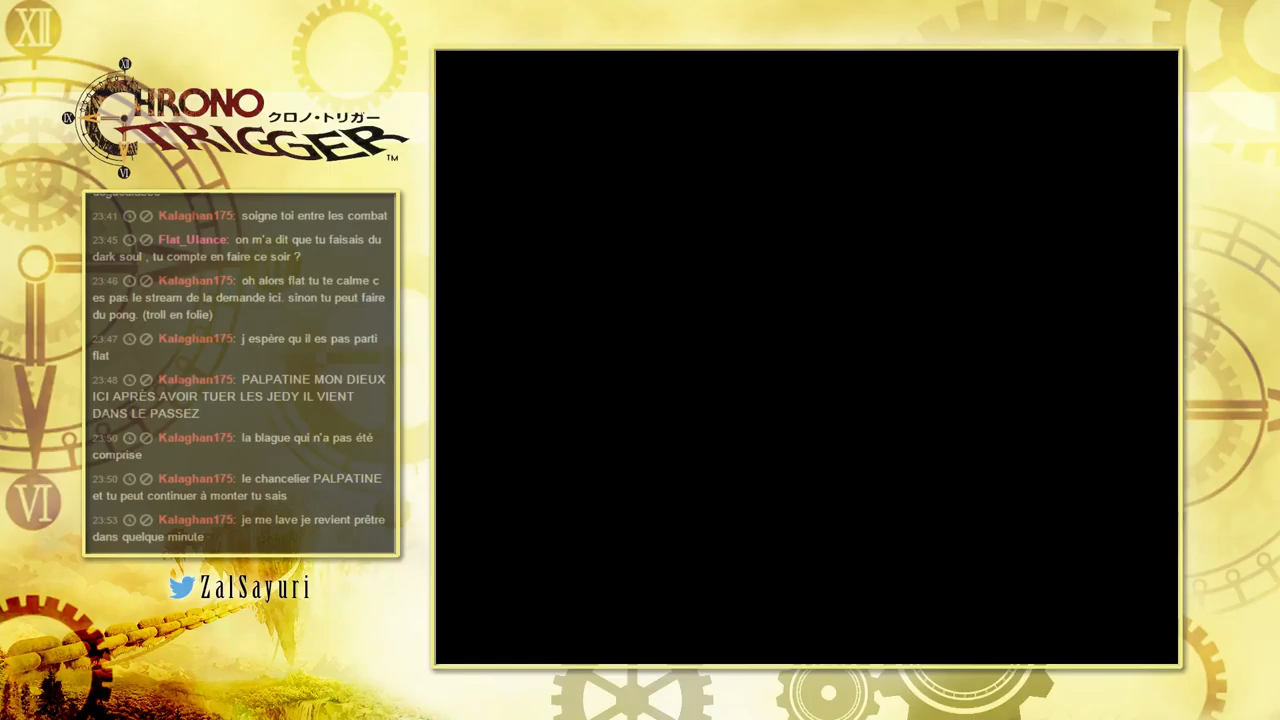 XII
XII
CHRONO
クロノ・トリガー
IX
TRIGGER
TM
VI
23:41 Kalaghan175: soigne toi entre les combat
23:45 Flat_Ulance: on m'a dit que tu faisais du
dark soul , tu compte en faire ce soir ?
23:46 Kalaghan175: oh alors flat tu te calme c
es pas le stream de la demande ici. sinon tu peut faire
du pong. (troll en folie)
23:47 Kalaghan175: j espère qu il es pas parti
flat
23:48 Kalaghan175: PALPATINE MON DIEUX
ICI APRÈS AVOIR TUER LES JEDY IL VIENT
DANS LE PASSEZ
23:50 Kalaghan175: la blague qui n'a pas été
comprise
23:50 Kalaghan175: le chancelier PALPATINE
et tu peut continuer à monter tu sais
VI
23:53 Kalaghan175: je me lave je revient prêtre
dans quelque minute
ZalSayuri